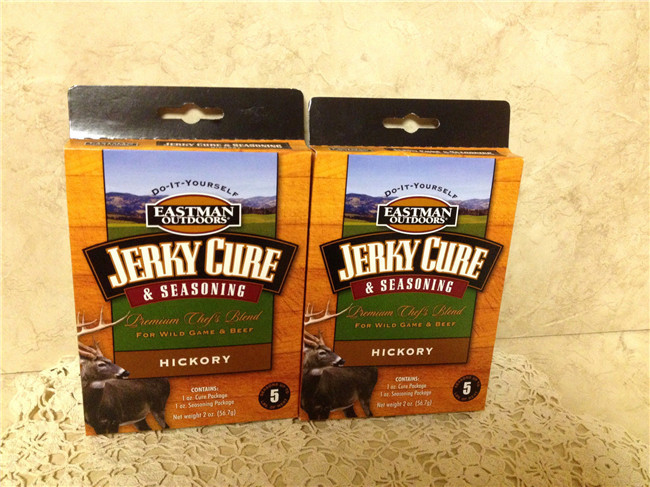 JERKY CURE & SEASONING
DO-IT-YOURSELF
EASTMAN
OUTDOORS
JERKY CURE
& SEASONING
Premium Chef's Blend
FOR WILD GAME & BEEF
HICKORY
CONTAINS:
1 oz. Cure Package
1 oz. Seasoning Package
Net weight 2 oz. (56.7g)
5
JERKY CURE & SEASONING
DO-IT-YOURSELF
EASTMAN
OUTDOORS
JERKY CURE
& SEASONING
Premium Chef's Blend
FOR WILD GAME & BEEF
HICKORY
CONTAINS:
1 oz. Cure Package
1 oz. Seasoning Package
Net weight 2 oz. (56.7g)
5